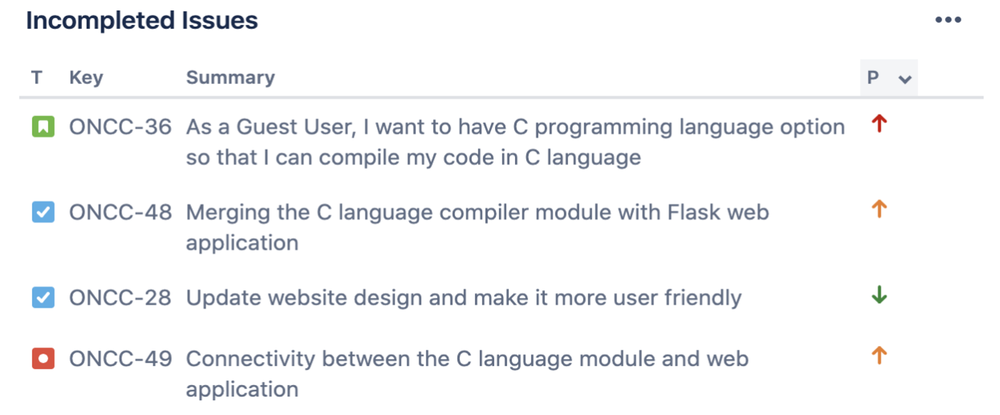 Incompleted Issues
T Key Summary P
ONCC-36 As a Guest User, I want to have C programming language option
so that I can compile my code in C language
ONCC-48 Merging the C language compiler module with Flask web
application
ONCC-28 Update website design and make it more user friendly
ONCC-49 Connectivity between the C language module and web
application